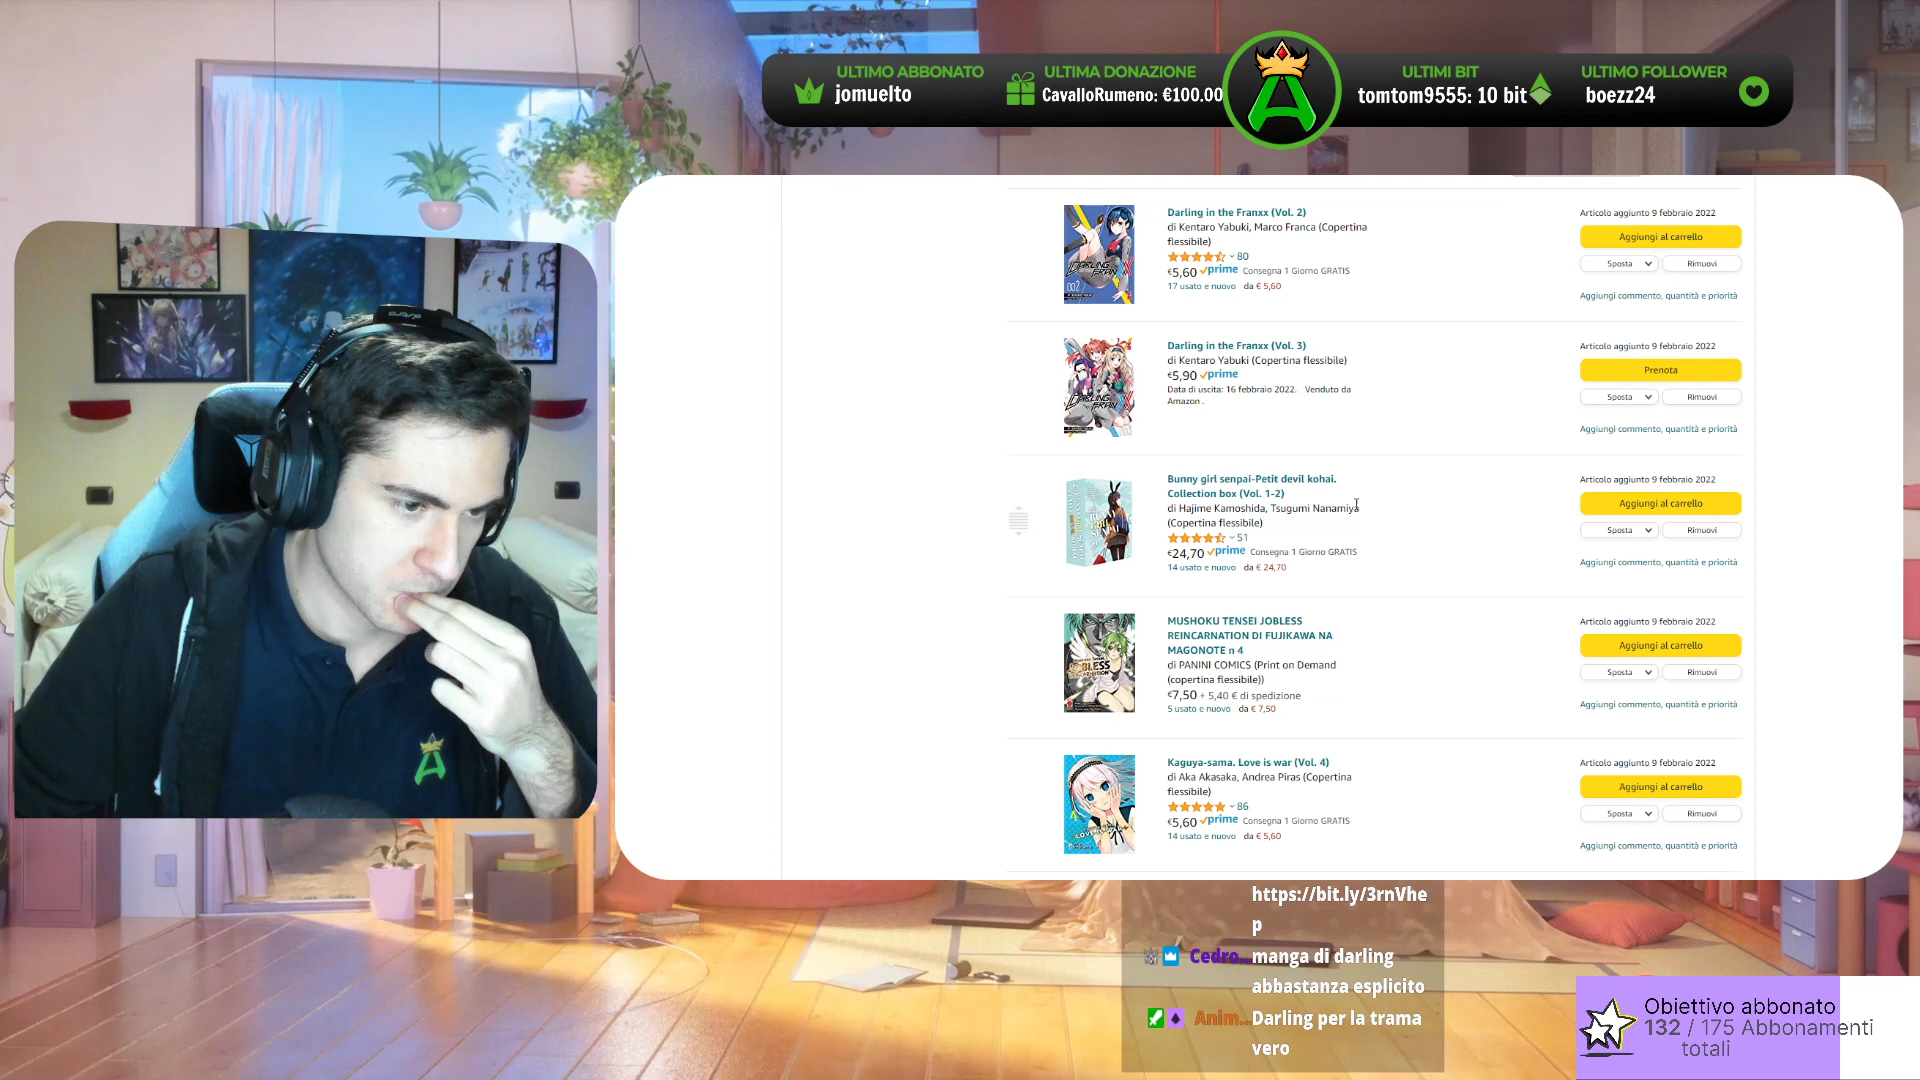 ULTIMO ABBONATO
jomuelto
ULTIMA DONAZIONE
CavalloRumeno: €100.00
ULTIMI BIT
tomtom9555: 10 bit
ULTIMO FOLLOWER
boezz24
Darling in the Franxx (Vol. 2)
di Kentaro Yabuki, Marco Franca (Copertina
flessibile)
80
€5,60 prime Consegna 1 Giorno GRATIS
17 usato e nuovo da € 5,60
Articolo aggiunto 9 febbraio 2022
Aggiungi al carrello
Sposta Rimuovi
Aggiungi commento, quantità e priorità
Darling in the Franxx (Vol. 3)
di Kentaro Yabuki (Copertina flessibile)
€5,90 prime
Data di uscita: 16 febbraio 2022. Venduto da
Amazon .
Articolo aggiunto 9 febbraio 2022
Prenota
Sposta Rimuovi
Aggiungi commento, quantità e priorità
Bunny girl senpai-Petit devil kohai.
Collection box (Vol. 1-2)
di Hajime Kamoshida, Tsugumi Nanamiya
(Copertina flessibile)
51
€24,70 prime Consegna 1 Giorno GRATIS
14 usato e nuovo da € 24,70
Articolo aggiunto 9 febbraio 2022
Aggiungi al carrello
Sposta Rimuovi
Aggiungi commento, quantità e priorità
MUSHOKU TENSEI JOBLESS
REINCARNATION DI FUJIKAWA NA
MAGONOTE n 4
di PANINI COMICS (Print on Demand
(copertina flessibile))
€7,50 + 5,40 € di spedizione
5 usato e nuovo da € 7,50
Articolo aggiunto 9 febbraio 2022
Aggiungi al carrello
Sposta Rimuovi
Aggiungi commento, quantità e priorità
Kaguya-sama. Love is war (Vol. 4)
di Aka Akasaka, Andrea Piras (Copertina
flessibile)
86
€5,60 prime Consegna 1 Giorno GRATIS
14 usato e nuovo da € 5,60
Articolo aggiunto 9 febbraio 2022
Aggiungi al carrello
Sposta Rimuovi
Aggiungi commento, quantità e priorità
https://bit.ly/3rnVhe
p
Cedro... manga di darling
abbastanza esplicito
Anim... Darling per la trama
vero
Obiettivo abbonato
132 / 175 Abbonamenti
totali